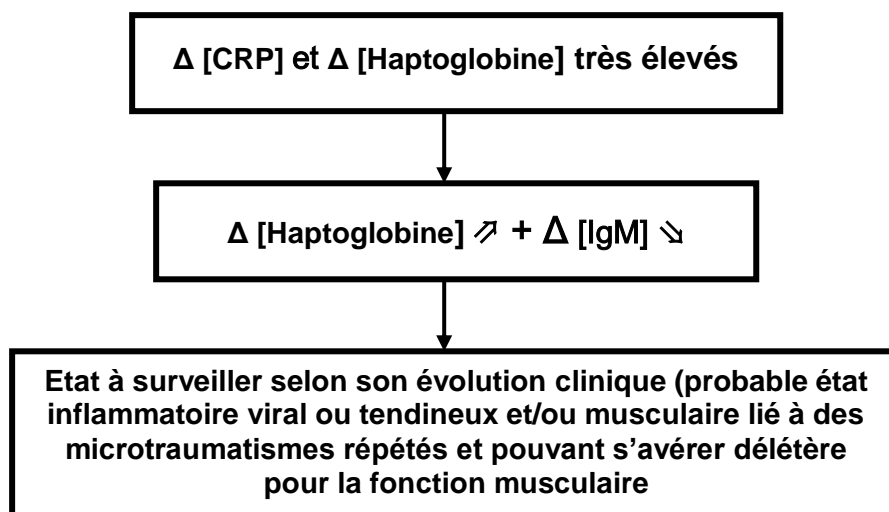 Δ [CRP] et Δ [Haptoglobine] très élevés
Δ [Haptoglobine] ⇗ + Δ [IgM] ⇘
Etat à surveiller selon son évolution clinique (probable état
inflammatoire viral ou tendineux et/ou musculaire lié à des
microtraumatismes répétés et pouvant s’avérer délétère
pour la fonction musculaire